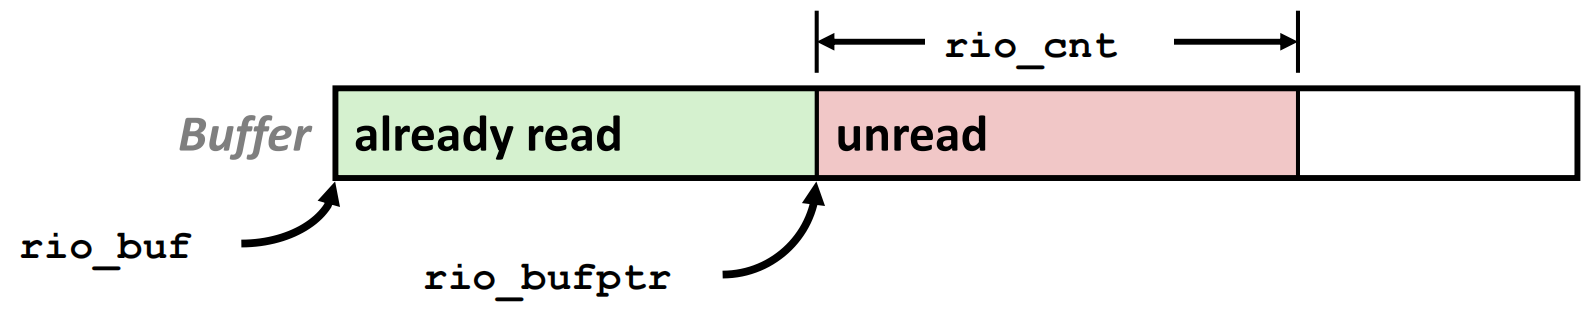 rio_cnt
Buffer
already read
unread
rio_buf
rio_bufptr